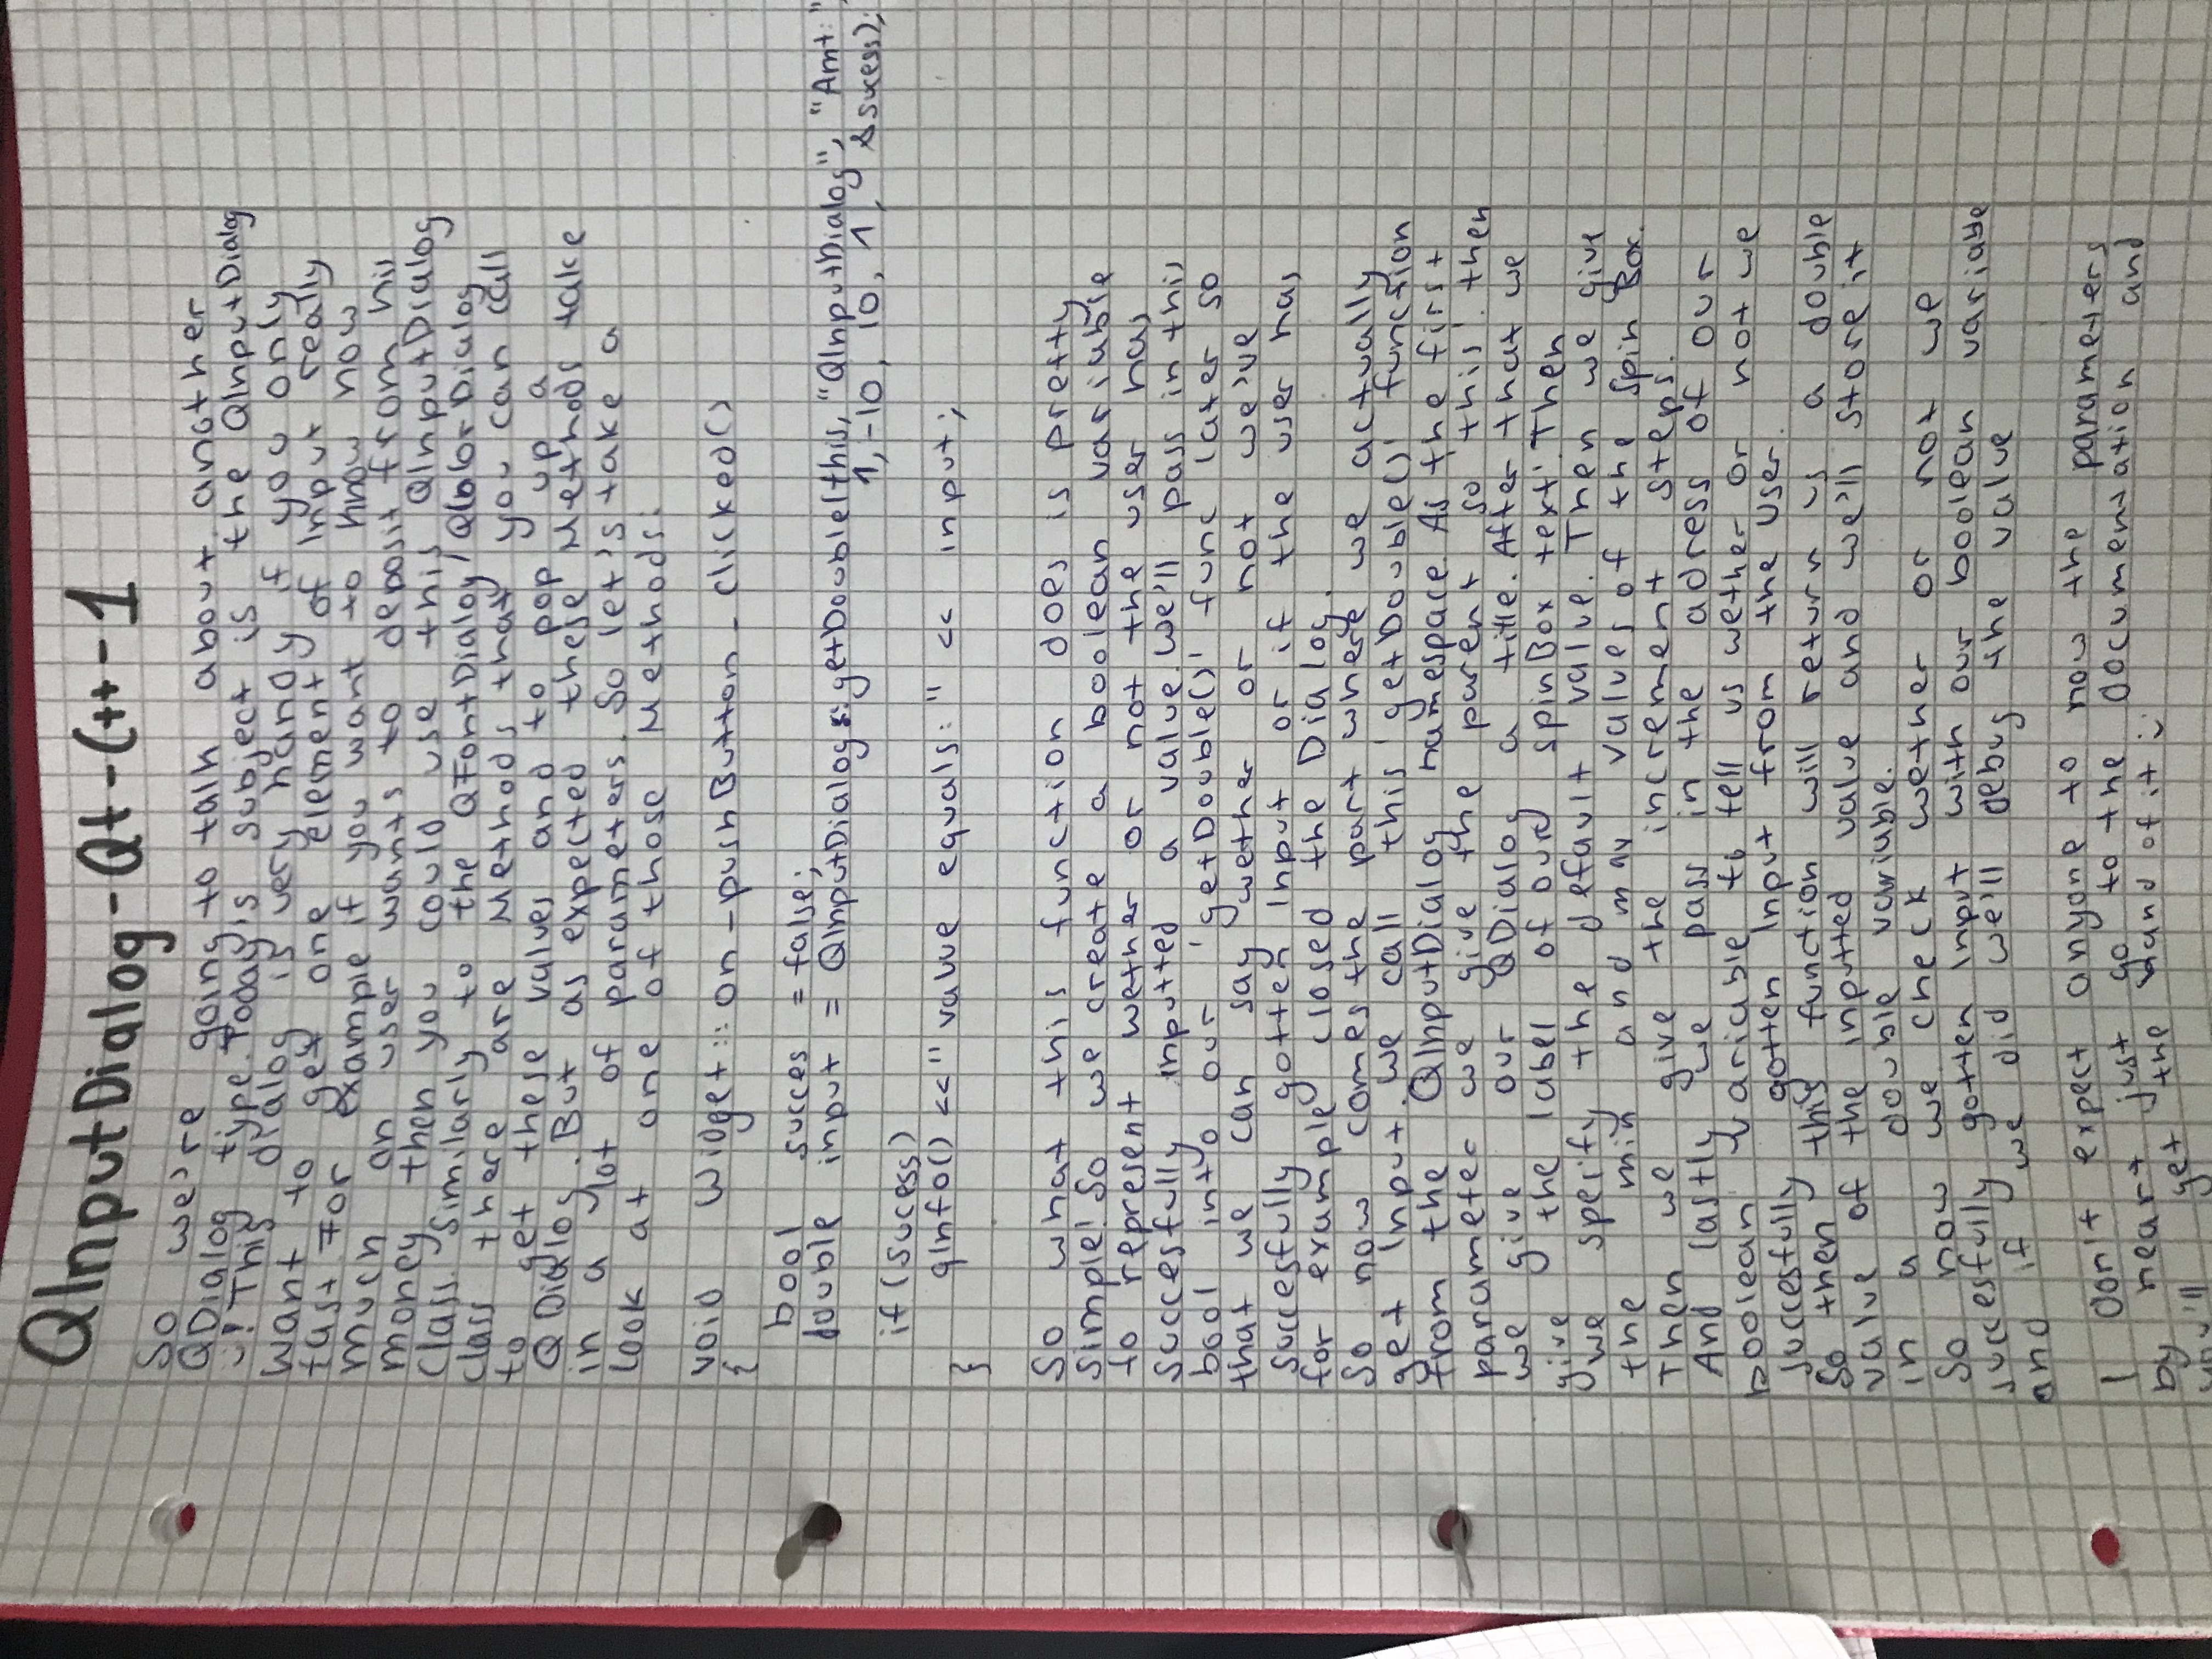 QInputDialog-Qt-C++-1
So we're going to talk about another
QDialog type. Today's subject is the QInputDialog
:)! This dialog is very handy if you only
want to get one element of Input really
fast. For example if you want to know how
much an user wants to deposit from his
money then you could use this QInputDialog
class. Similarly to the QFontDialog/QColorDialog
class there are Methods that you can call
to get these values and to pop up a
QDialog. But as expected these Methods take
in a lot of parameters. So let's take a
look at one of those Methods:
void Widget::on_pushButton_clicked()
{
bool succes = false;
double input = QInputDialog::getDouble(this, "QInputDialog", "Amt:",
1, -10, 10, 1, &sucess);
if (sucess)
qInfo() << "value equals:" << input;
}
So what this function does is pretty
simple! So we create a boolean variable
to represent wether or not the user has
succesfully inputted a value. We'll pass in this
bool into our 'getDouble()' func later so
that we can say wether or not we've
succesfully gotten Input or if the user has
for example closed the Dialog.
So now comes the part where we actually
get Input. We call this 'getDouble()' function
from the QInputDialog namespace. As the first
parameter we give the parent so 'this'. then
we give our QDialog a title. After that we
give the label of our spinBox text'. Then
we specify the default value. Then we give
the min and max values of the spin Box.
Then we give the increment steps.
And lastly we pass in the adress of our
boolean variable to tell us wether or not we
succesfully gotten Input from the User.
So then this function will return us a double
value of the inputted value and we'll store it
in a double variable.
So now we check wether or not we
succesfully gotten Input with our boolean variable
and if we did we'll debug the value
I don't expect anyone to now the parameters
by heart just go to the documentation and
you'll get the hand of it :)